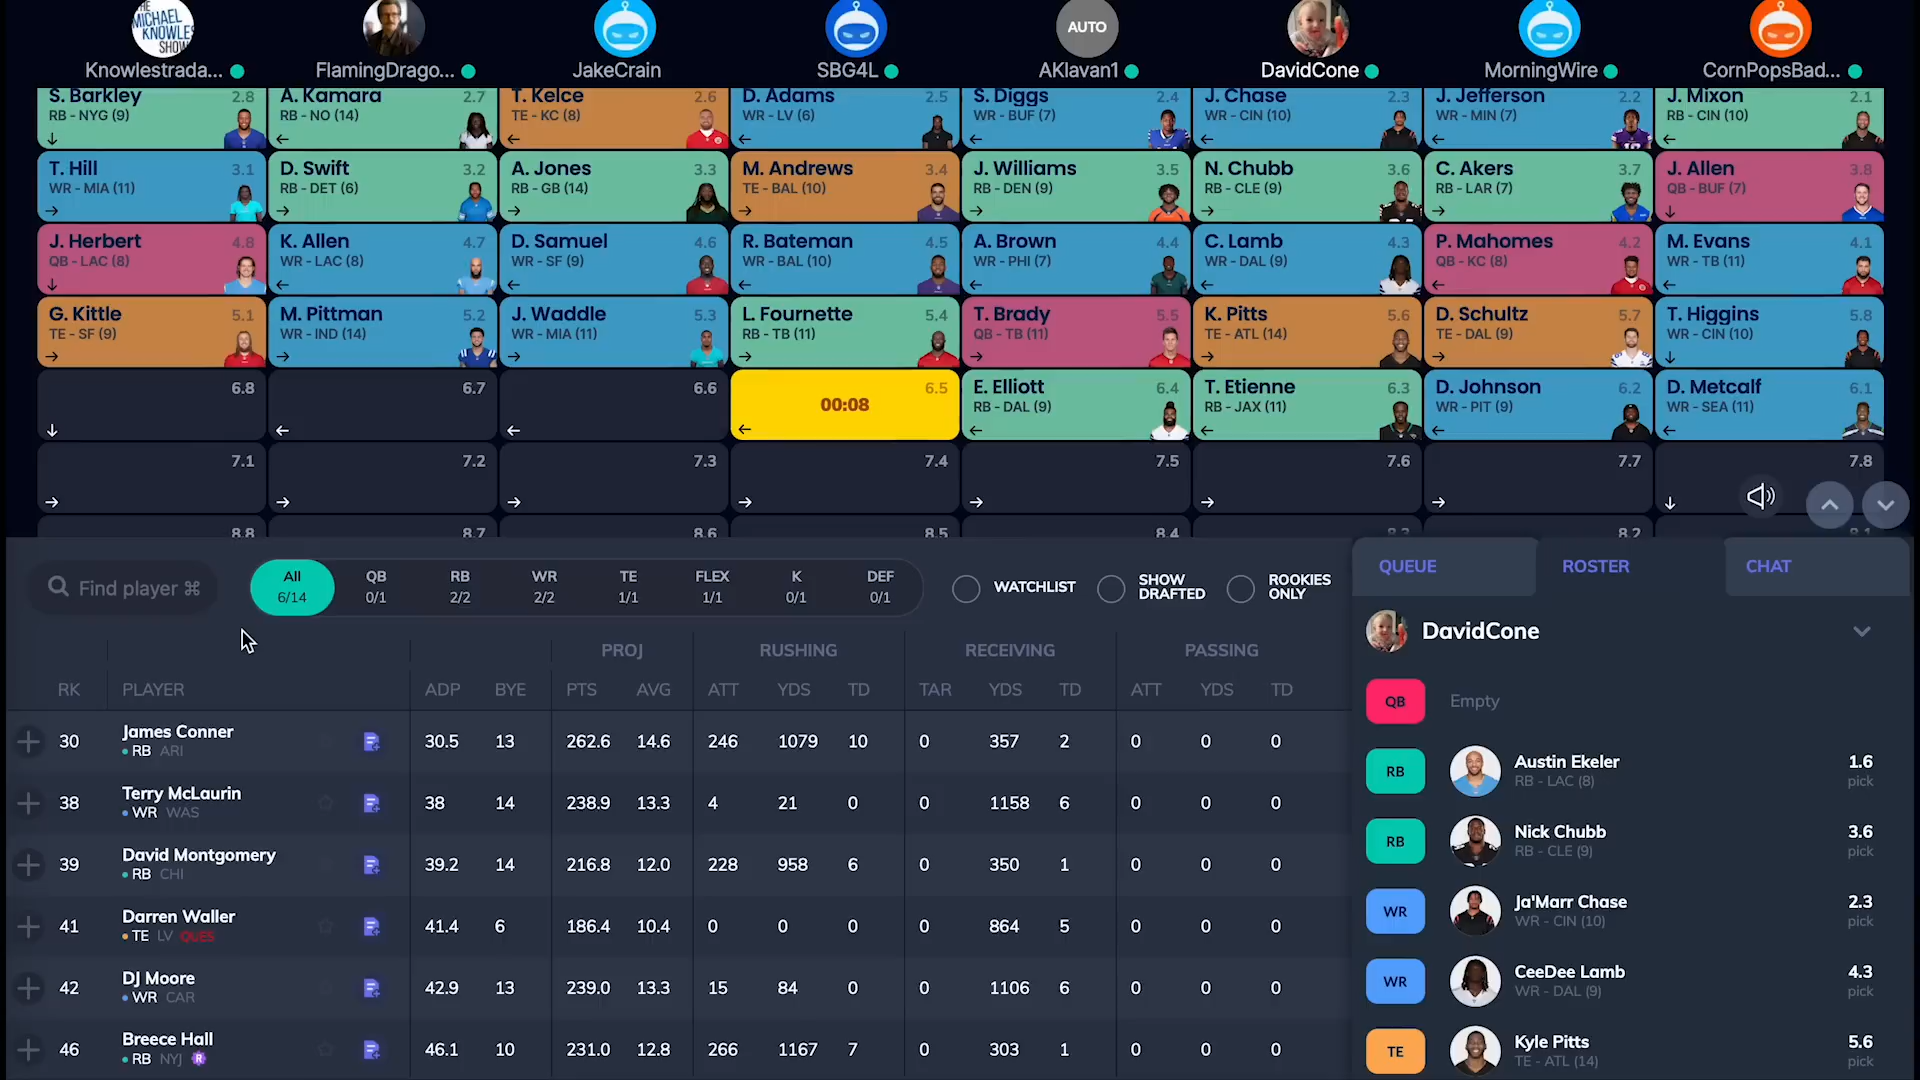 THE
MICHAEL
KNOWLES
SHOW
AUTO
Knowlestrada...
FlamingDrago...
JakeCrain
SBG4L
AKlavan1
DavidCone
MorningWire
CornPopsBad...
S. Barkley 2.8
RB - NYG (9)
A. Kamara 2.7
RB - NO (14)
T. Kelce 2.6
TE - KC (8)
D. Adams 2.5
WR - LV (6)
S. Diggs 2.4
WR - BUF (7)
J. Chase 2.3
WR - CIN (10)
J. Jefferson 2.2
WR - MIN (7)
J. Mixon 2.1
RB - CIN (10)
T. Hill 3.1
WR - MIA (11)
D. Swift 3.2
RB - DET (6)
A. Jones 3.3
RB - GB (14)
M. Andrews 3.4
TE - BAL (10)
J. Williams 3.5
RB - DEN (9)
N. Chubb 3.6
RB - CLE (9)
C. Akers 3.7
RB - LAR (7)
J. Allen 3.8
QB - BUF (7)
J. Herbert 4.8
QB - LAC (8)
K. Allen 4.7
WR - LAC (8)
D. Samuel 4.6
WR - SF (9)
R. Bateman 4.5
WR - BAL (10)
A. Brown 4.4
WR - PHI (7)
C. Lamb 4.3
WR - DAL (9)
P. Mahomes 4.2
QB - KC (8)
M. Evans 4.1
WR - TB (11)
G. Kittle 5.1
TE - SF (9)
M. Pittman 5.2
WR - IND (14)
J. Waddle 5.3
WR - MIA (11)
L. Fournette 5.4
RB - TB (11)
T. Brady 5.5
QB - TB (11)
K. Pitts 5.6
TE - ATL (14)
D. Schultz 5.7
TE - DAL (9)
T. Higgins 5.8
WR - CIN (10)
6.8
6.7
6.6
00:08 6.5
E. Elliott 6.4
RB - DAL (9)
T. Etienne 6.3
RB - JAX (11)
D. Johnson 6.2
WR - PIT (9)
D. Metcalf 6.1
WR - SEA (11)
7.1 7.2 7.3 7.4 7.5 7.6 7.7 7.8
8.8 8.7 8.6 8.5 8.4 8.3 8.2 8.1
Find player ⌘
All
6/14
QB
0/1
RB
2/2
WR
2/2
TE
1/1
FLEX
1/1
K
0/1
DEF
0/1
WATCHLIST
SHOW
DRAFTED
ROOKIES
ONLY
PROJ RUSHING RECEIVING PASSING
RK PLAYER ADP BYE PTS AVG ATT YDS TD TAR YDS TD ATT YDS TD
30 James Conner 30.5 13 262.6 14.6 246 1079 10 0 357 2 0 0 0
RB ARI
38 Terry McLaurin 38 14 238.9 13.3 4 21 0 0 1158 6 0 0 0
WR WAS
39 David Montgomery 39.2 14 216.8 12.0 228 958 6 0 350 1 0 0 0
RB CHI
41 Darren Waller 41.4 6 186.4 10.4 0 0 0 0 864 5 0 0 0
TE LV QUES
42 DJ Moore 42.9 13 239.0 13.3 15 84 0 0 1106 6 0 0 0
WR CAR
46 Breece Hall 46.1 10 231.0 12.8 266 1167 7 0 303 1 0 0 0
RB NYJ R
QUEUE ROSTER CHAT
DavidCone
QB Empty
RB Austin Ekeler 1.6
RB - LAC (8) pick
RB Nick Chubb 3.6
RB - CLE (9) pick
WR Ja'Marr Chase 2.3
WR - CIN (10) pick
WR CeeDee Lamb 4.3
WR - DAL (9) pick
TE Kyle Pitts 5.6
TE - ATL (14) pick